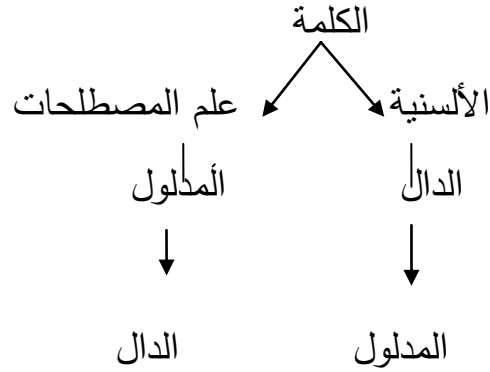 الكلمة
الألسنية علم المصطلحات
الدال المدلول
المدلول الدال